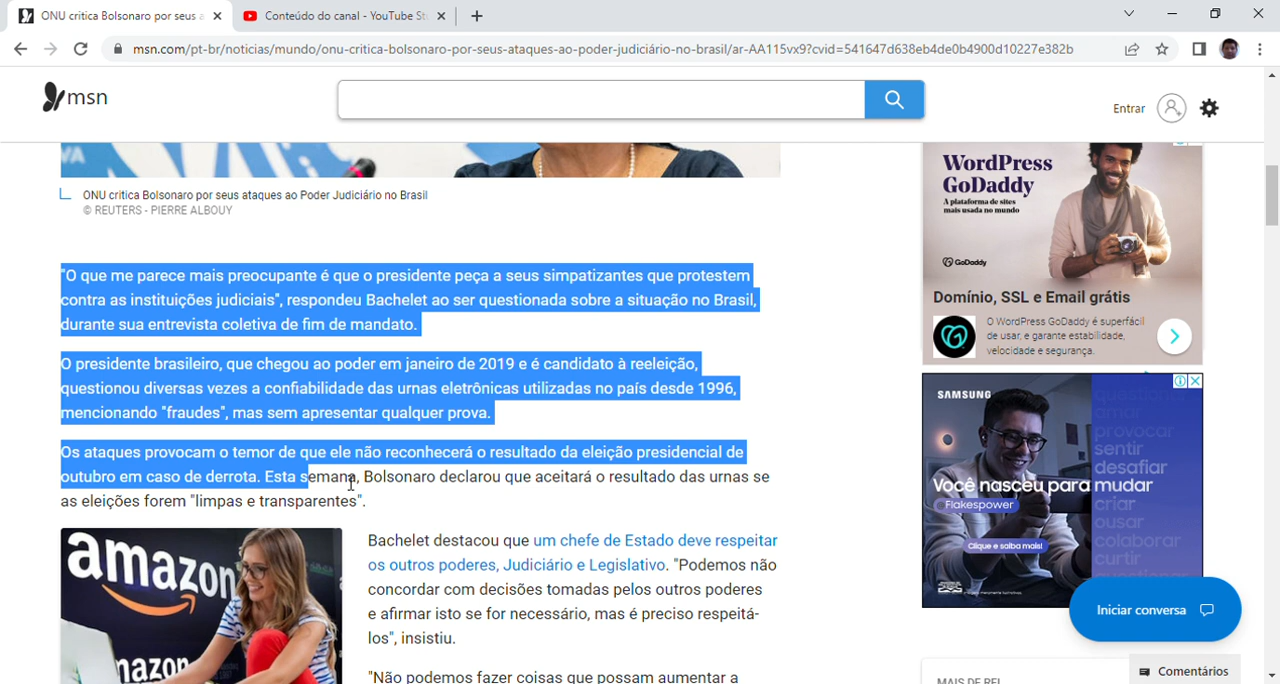 ONU critica Bolsonaro por seus a
Conteúdo do canal - YouTube St
msn.com/pt-br/noticias/mundo/onu-critica-bolsonaro-por-seus-ataques-ao-poder-judiciário-no-brasil/ar-AA115vx9?cvid=541647d638eb4de0b4900d10227e382b
msn
Entrar
VA
ONU critica Bolsonaro por seus ataques ao Poder Judiciário no Brasil
© REUTERS - PIERRE ALBOUY
"O que me parece mais preocupante é que o presidente peça a seus simpatizantes que protestem
contra as instituições judiciais", respondeu Bachelet ao ser questionada sobre a situação no Brasil,
durante sua entrevista coletiva de fim de mandato.
O presidente brasileiro, que chegou ao poder em janeiro de 2019 e é candidato à reeleição,
questionou diversas vezes a confiabilidade das urnas eletrônicas utilizadas no país desde 1996,
mencionando "fraudes", mas sem apresentar qualquer prova.
Os ataques provocam o temor de que ele não reconhecerá o resultado da eleição presidencial de
outubro em caso de derrota. Esta semana, Bolsonaro declarou que aceitará o resultado das urnas se
as eleições forem "limpas e transparentes".
amazon
mazon
Bachelet destacou que um chefe de Estado deve respeitar
os outros poderes, Judiciário e Legislativo. "Podemos não
concordar com decisões tomadas pelos outros poderes
e afirmar isto se for necessário, mas é preciso respeitá-
los", insistiu.
"Não podemos fazer coisas que possam aumentar a
WordPress
GoDaddy
A plataforma de sites
mais usada no mundo
GoDaddy
Domínio, SSL e Email grátis
O WordPress GoDaddy é superfácil
de usar, e garante estabilidade,
velocidade e segurança.
SAMSUNG
questionar
amar
provocar
sentir
desafiar
Você nasceu para mudar
criar
Flakespower
ousar
colaborar
Clique e saiba mais!
curtir
questionar
Iniciar conversa
Comentários
MAIS DE RFI